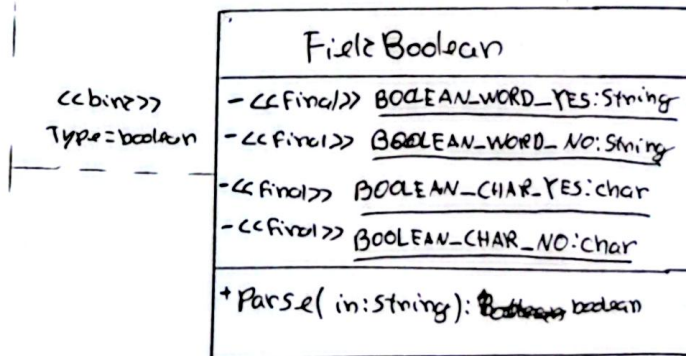 FieldBoolean
<<bind>>
Type=boolean
-<<final>> BOOLEAN_WORD_YES:String
-<<final>> BOOLEAN_WORD_NO:String
-<<final>> BOOLEAN_CHAR_YES:char
-<<final>> BOOLEAN_CHAR_NO:char
+Parse(in:String): boolean